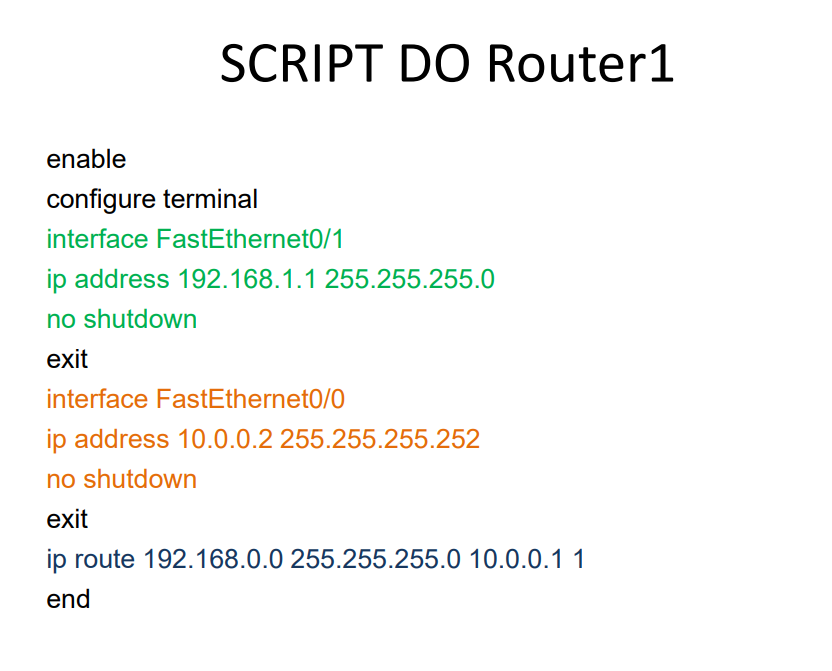 SCRIPT DO Router1
enable
configure terminal
interface FastEthernet0/1
ip address 192.168.1.1 255.255.255.0
no shutdown
exit
interface FastEthernet0/0
ip address 10.0.0.2 255.255.255.252
no shutdown
exit
ip route 192.168.0.0 255.255.255.0 10.0.0.1 1
end